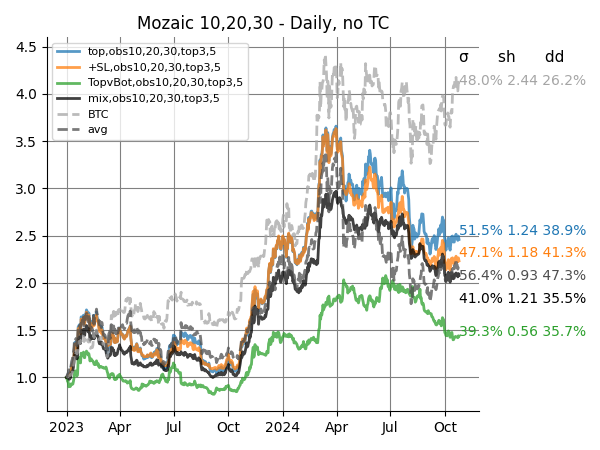 Mozaic 10,20,30 - Daily, no TC
top,obs10,20,30,top3,5
+SL,obs10,20,30,top3,5
TopvBot,obs10,20,30,top3,5
mix,obs10,20,30,top3,5
BTC
avg
σ sh dd
48.0% 2.44 26.2%
51.5% 1.24 38.9%
47.1% 1.18 41.3%
56.4% 0.93 47.3%
41.0% 1.21 35.5%
39.3% 0.56 35.7%
4.5
4.0
3.5
3.0
2.5
2.0
1.5
1.0
2023 Apr Jul Oct 2024 Apr Jul Oct